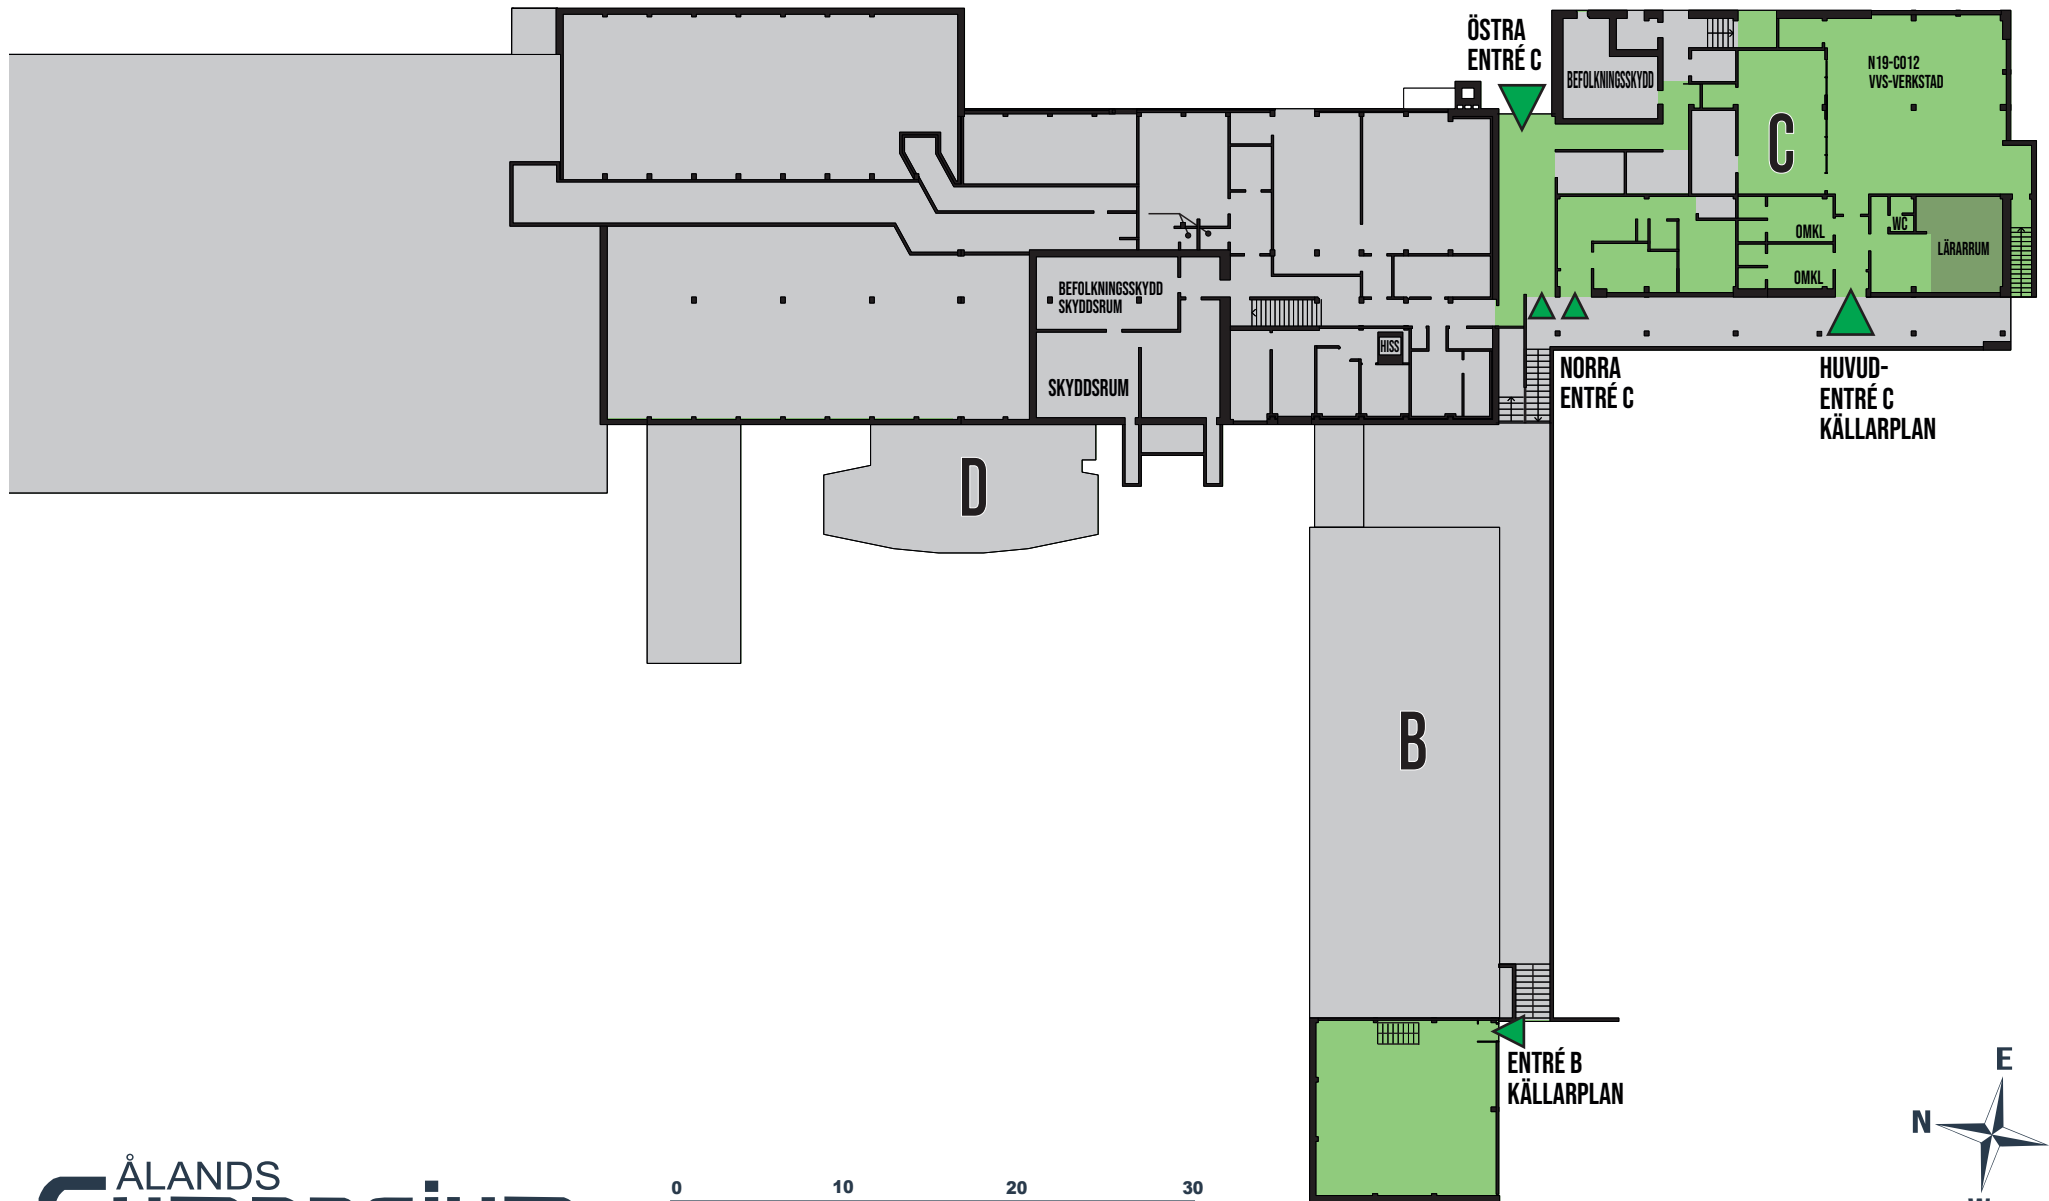 ÖSTRA
ENTRÉ C
BEFOLKNINGSSKYDD
N19-C012
VVS-VERKSTAD
C
OMKL
WC
LÄRARRUM
OMKL
BEFOLKNINGSSKYDD
SKYDDSRUM
HISS
SKYDDSRUM
NORRA
ENTRÉ C
HUVUD-
ENTRÉ C
KÄLLARPLAN
D
B
ENTRÉ B
KÄLLARPLAN
E
N
ÅLANDS
0 10 20 30